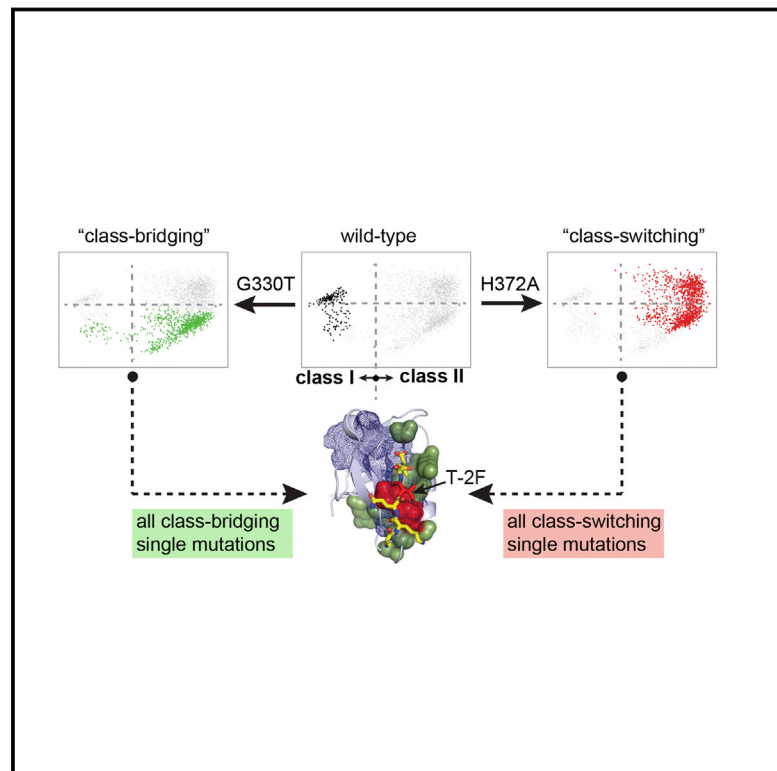 “class-bridging”
wild-type
“class-switching”
G330T
H372A
class I
class II
T-2F
all class-bridging
single mutations
all class-switching
single mutations